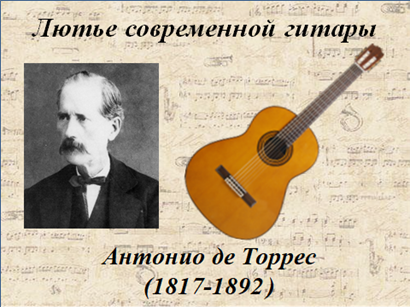 Лютье современной гитары
Антонио де Торрес
(1817-1892)